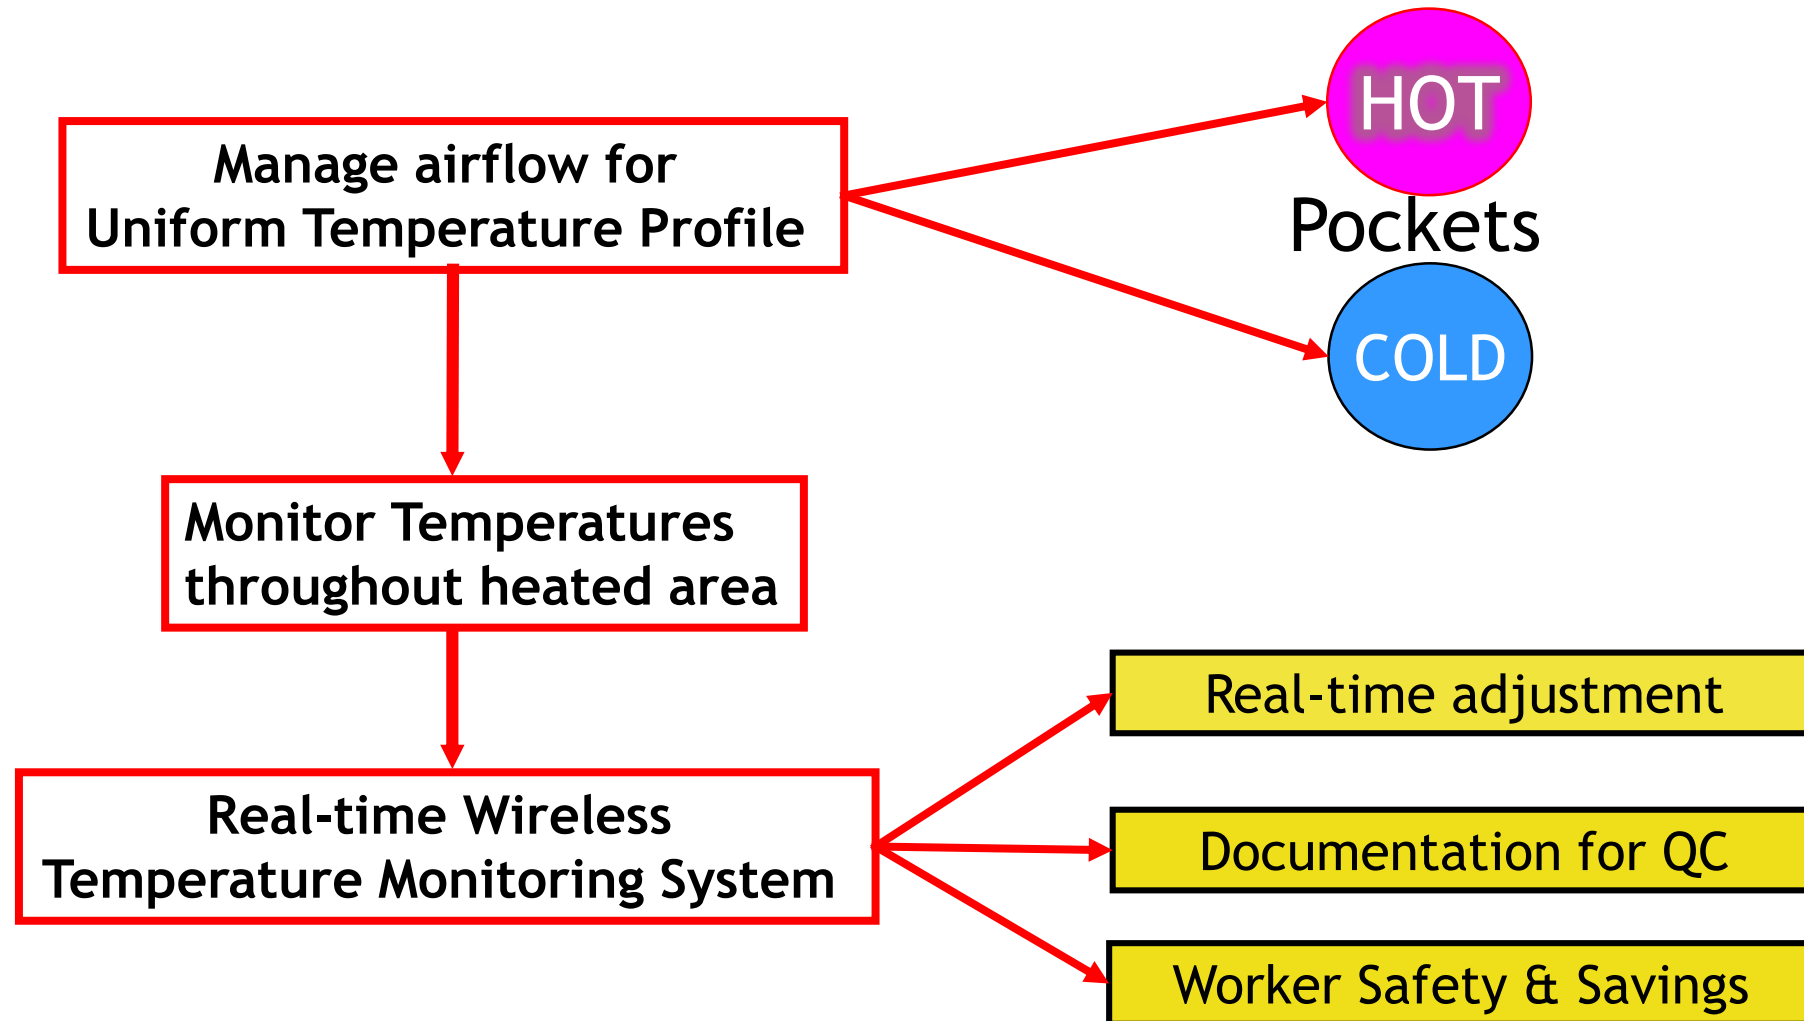 Manage airflow for
Uniform Temperature Profile
HOT
Pockets
COLD
Monitor Temperatures
throughout heated area
Real-time Wireless
Temperature Monitoring System
Real-time adjustment
Documentation for QC
Worker Safety & Savings